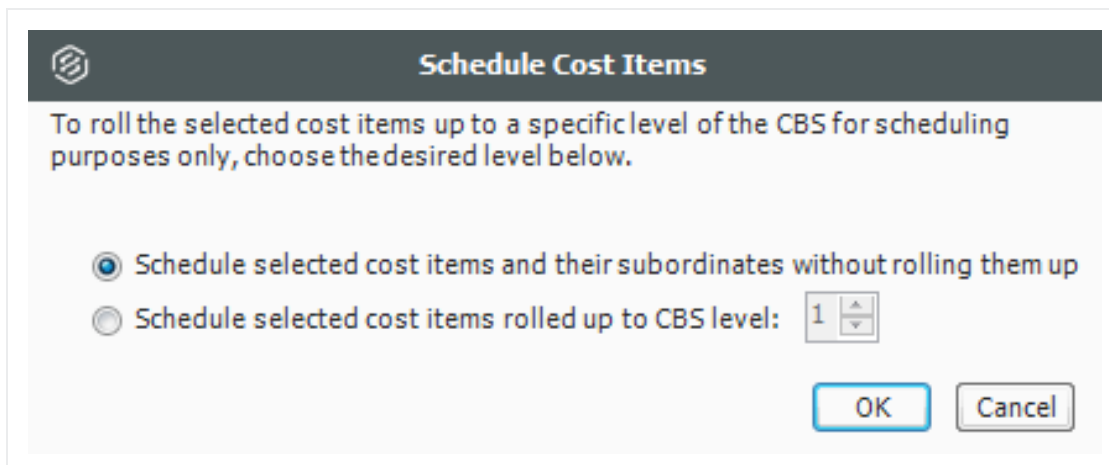 Schedule Cost Items
To roll the selected cost items up to a specific level of the CBS for scheduling
purposes only, choose the desired level below.
Schedule selected cost items and their subordinates without rolling them up
Schedule selected cost items rolled up to CBS level: 1
OK Cancel